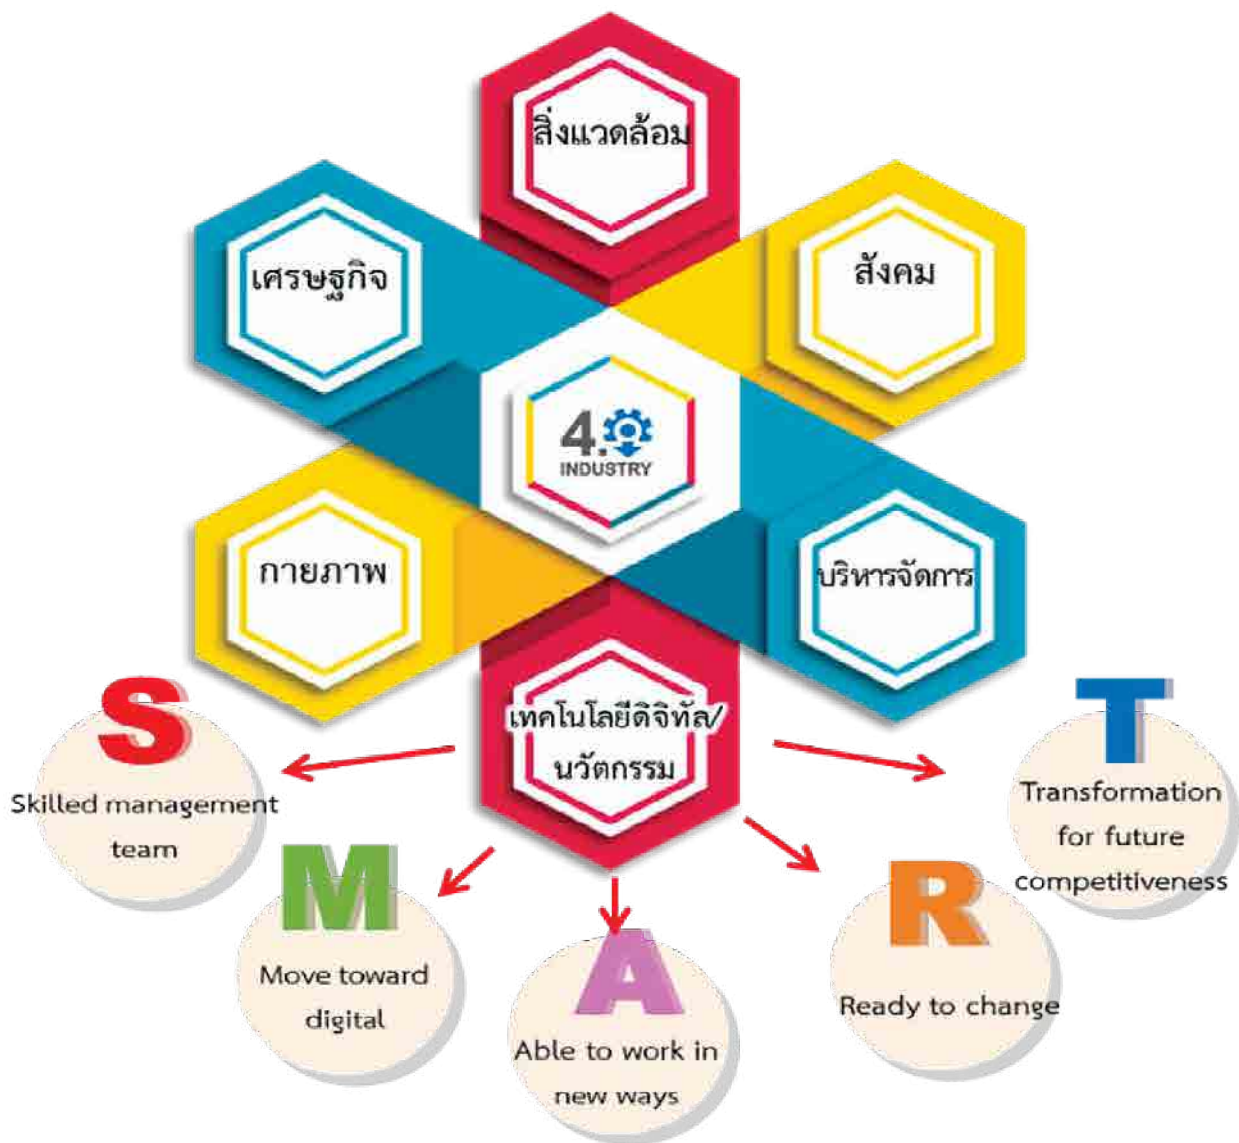 สิ่งแวดล้อม
เศรษฐกิจ
สังคม
4.0
INDUSTRY
กายภาพ
บริหารจัดการ
เทคโนโลยีดิจิทัล/
นวัตกรรม
S
Skilled management
team
M
Move toward
digital
A
Able to work in
new ways
R
Ready to change
T
Transformation
for future
competitiveness